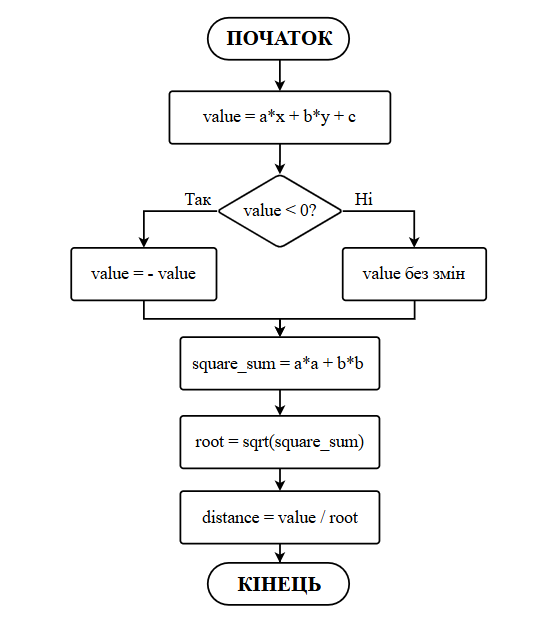 ПОЧАТОК
value = a*x + b*y + c
value < 0?
Так
Ні
value = - value
value без змін
square_sum = a*a + b*b
root = sqrt(square_sum)
distance = value / root
КІНЕЦЬ